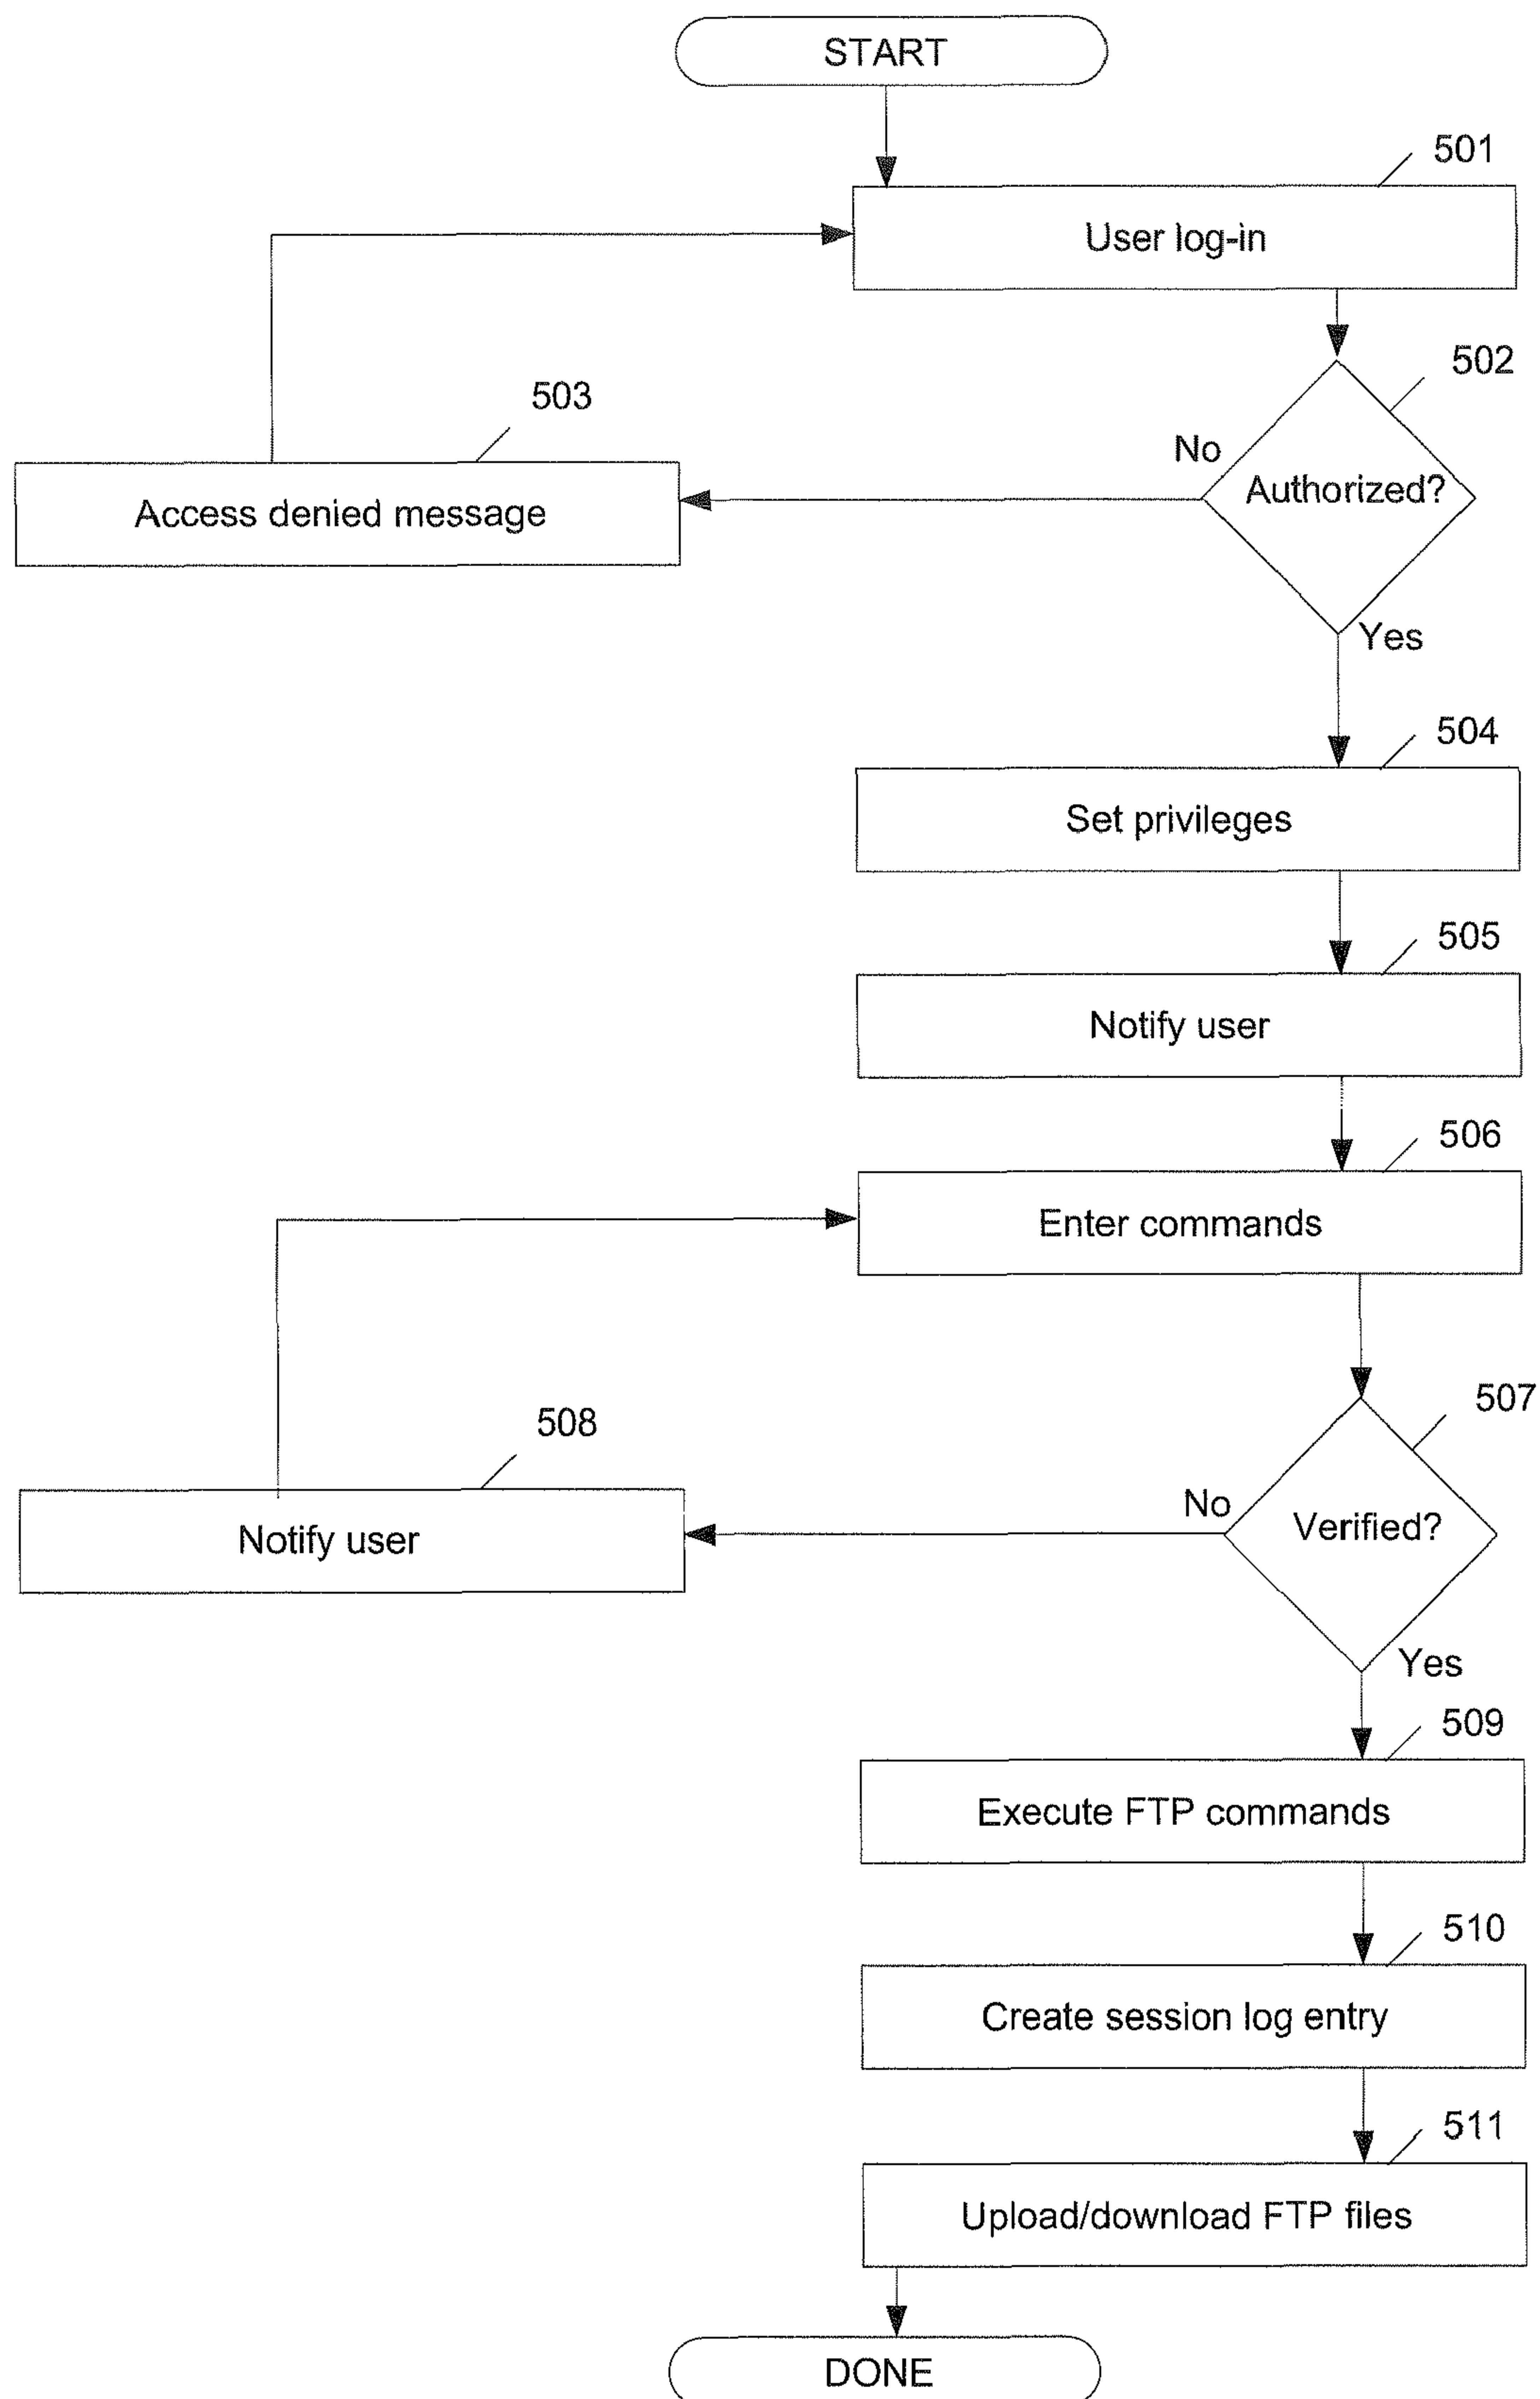 START
501
User log-in
502
503
No
Authorized?
Access denied message
Yes
504
Set privileges
505
Notify user
506
Enter commands
507
508
No
Verified?
Notify user
Yes
509
Execute FTP commands
510
Create session log entry
511
Upload/download FTP files
DONE